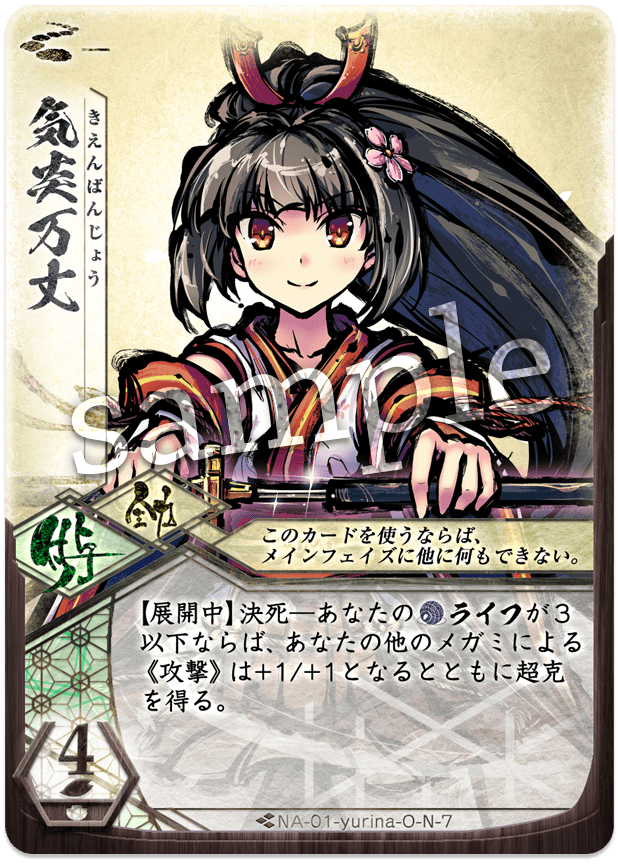 気炎万丈
きえんばんじょう
sample
付与
全力
このカードを使うならば、
メインフェイズに他に何もできない。
【展開中】決死―あなたのライフが3
以下ならば、あなたの他のメガミによる
《攻撃》は+1/+1となるとともに超克
を得る。
4
NA-01-yurina-O-N-7